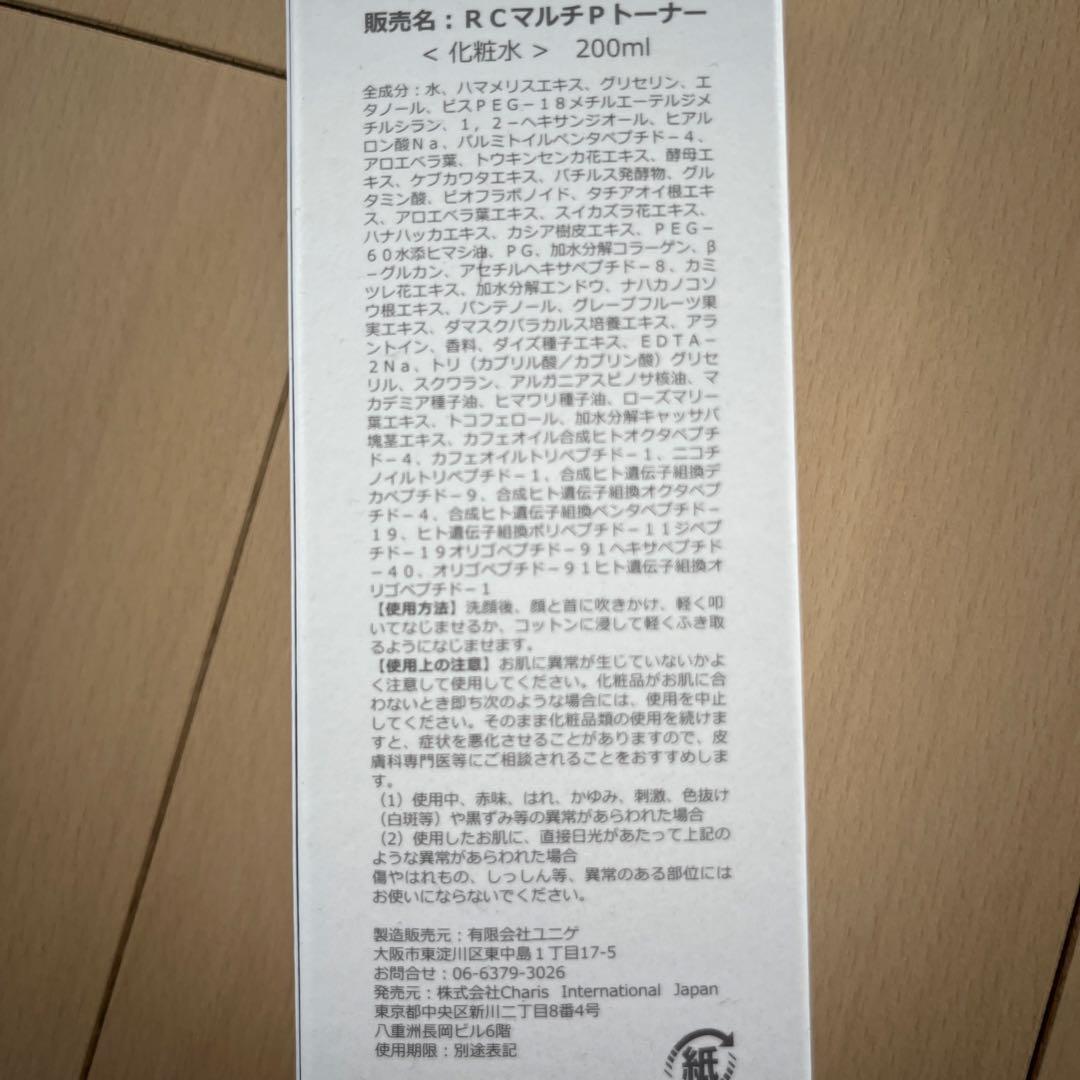 販売名：ＲＣマルチＰトーナー
＜ 化粧水 ＞　200ml
全成分：水、ハマメリスエキス、グリセリン、エ
タノール、ビスＰＥＧ－１８メチルエーテルジメ
チルシラン、１，２－ヘキサンジオール、ヒアル
ロン酸Ｎａ、パルミトイルペンタペプチド－４、
アロエベラ葉、トウキンセンカ花エキス、酵母エ
キス、ケブカワタエキス、バチルス発酵物、グル
タミン酸、ビオフラボノイド、タチアオイ根エキ
ス、アロエベラ葉エキス、スイカズラ花エキス、
ハナハッカエキス、カシア樹皮エキス、ＰＥＧ－
６０水添ヒマシ油、ＰＧ、加水分解コラーゲン、β
－グルカン、アセチルヘキサペプチド－８、カミ
ツレ花エキス、加水分解エンドウ、ナハカノコソ
ウ根エキス、パンテノール、グレープフルーツ果
実エキス、ダマスクバラカルス培養エキス、アラ
ントイン、香料、ダイズ種子エキス、ＥＤＴＡ－
２Ｎａ、トリ（カプリル酸／カプリン酸）グリセ
リル、スクワラン、アルガニアスピノサ核油、マ
カデミア種子油、ヒマワリ種子油、ローズマリー
葉エキス、トコフェロール、加水分解キャッサバ
塊茎エキス、カフェオイル合成ヒトオクタペプチ
ド－４、カフェオイルトリペプチド－１、ニコチ
ノイルトリペプチド－１、合成ヒト遺伝子組換デ
カペプチド－９、合成ヒト遺伝子組換オクタペプ
チド－４、合成ヒト遺伝子組換ペンタペプチド－
１９、ヒト遺伝子組換ポリペプチド－１１ジペプ
チド－１９オリゴペプチド－９１ヘキサペプチド
－４０、オリゴペプチド－９１ヒト遺伝子組換オ
リゴペプチド－１
【使用方法】洗顔後、顔と首に吹きかけ、軽く叩
いてなじませるか、コットンに浸して軽くふき取
るようになじませます。
【使用上の注意】お肌に異常が生じていないかよ
く注意して使用してください。化粧品がお肌に合
わないとき即ち次のような場合には、使用を中止
してください。そのまま化粧品類の使用を続けま
すと、症状を悪化させることがありますので、皮
膚科専門医等にご相談されることをおすすめしま
す。
（1）使用中、赤味、はれ、かゆみ、刺激、色抜け
（白斑等）や黒ずみ等の異常があらわれた場合
（2）使用したお肌に、直接日光があたって上記の
ような異常があらわれた場合
傷やはれもの、しっしん等、異常のある部位には
お使いにならないでください。
製造販売元：有限会社ユニゲ
大阪市東淀川区東中島１丁目17-5
お問合せ：06-6379-3026
発売元：株式会社Charis International Japan
東京都中央区新川二丁目8番4号
八重洲長岡ビル6階
使用期限：別途表記
紙